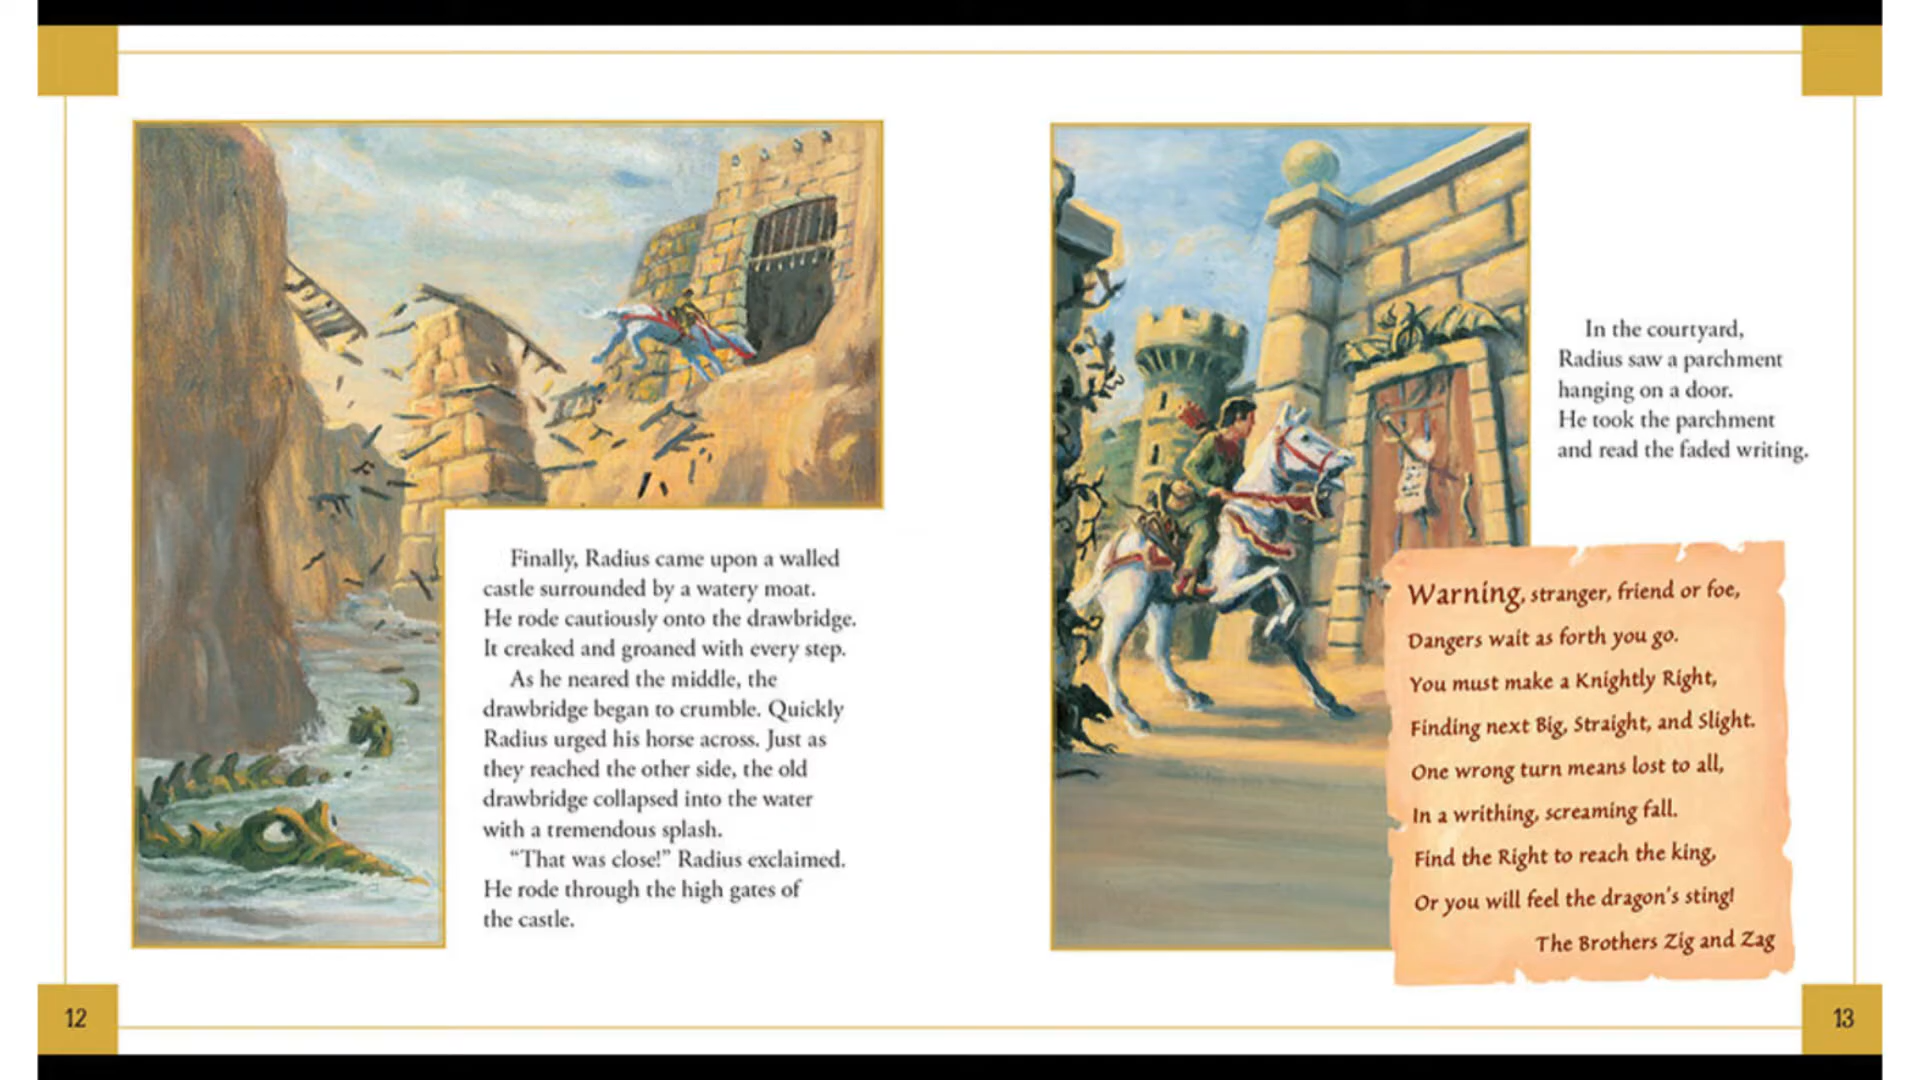 Finally, Radius came upon a walled
castle surrounded by a watery moat.
He rode cautiously onto the drawbridge.
It creaked and groaned with every step.
As he neared the middle, the
drawbridge began to crumble. Quickly
Radius urged his horse across. Just as
they reached the other side, the old
drawbridge collapsed into the water
with a tremendous splash.
“That was close!” Radius exclaimed.
He rode through the high gates of
the castle.
12
In the courtyard,
Radius saw a parchment
hanging on a door.
He took the parchment
and read the faded writing.
Warning, stranger, friend or foe,
Dangers wait as forth you go.
You must make a Knightly Right,
Finding next Big, Straight, and Slight.
One wrong turn means lost to all,
In a writhing, screaming fall.
Find the Right to reach the king,
Or you will feel the dragon's sting!
The Brothers Zig and Zag
13